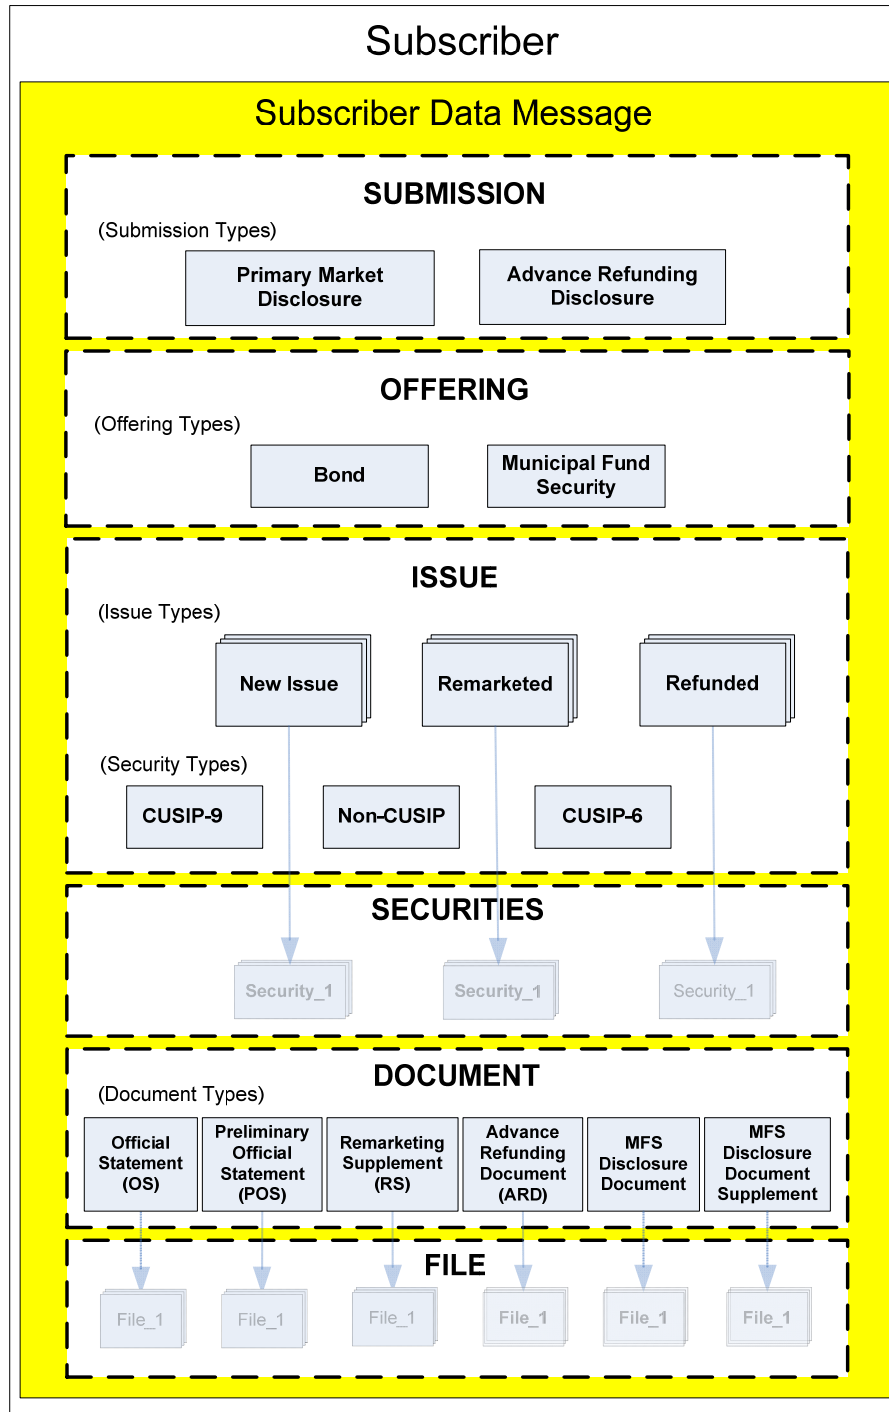 Subscriber
Subscriber Data Message
SUBMISSION
(Submission Types)
Primary Market
Disclosure
Advance Refunding
Disclosure
OFFERING
(Offering Types)
Bond
Municipal Fund
Security
ISSUE
(Issue Types)
New Issue
Remarketed
Refunded
(Security Types)
CUSIP-9
Non-CUSIP
CUSIP-6
SECURITIES
Security_1
Security_1
Security_1
DOCUMENT
(Document Types)
Official
Statement
(OS)
Preliminary
Official
Statement
(POS)
Remarketing
Supplement
(RS)
Advance
Refunding
Document
(ARD)
MFS
Disclosure
Document
MFS
Disclosure
Document
Supplement
FILE
File_1
File_1
File_1
File_1
File_1
File_1